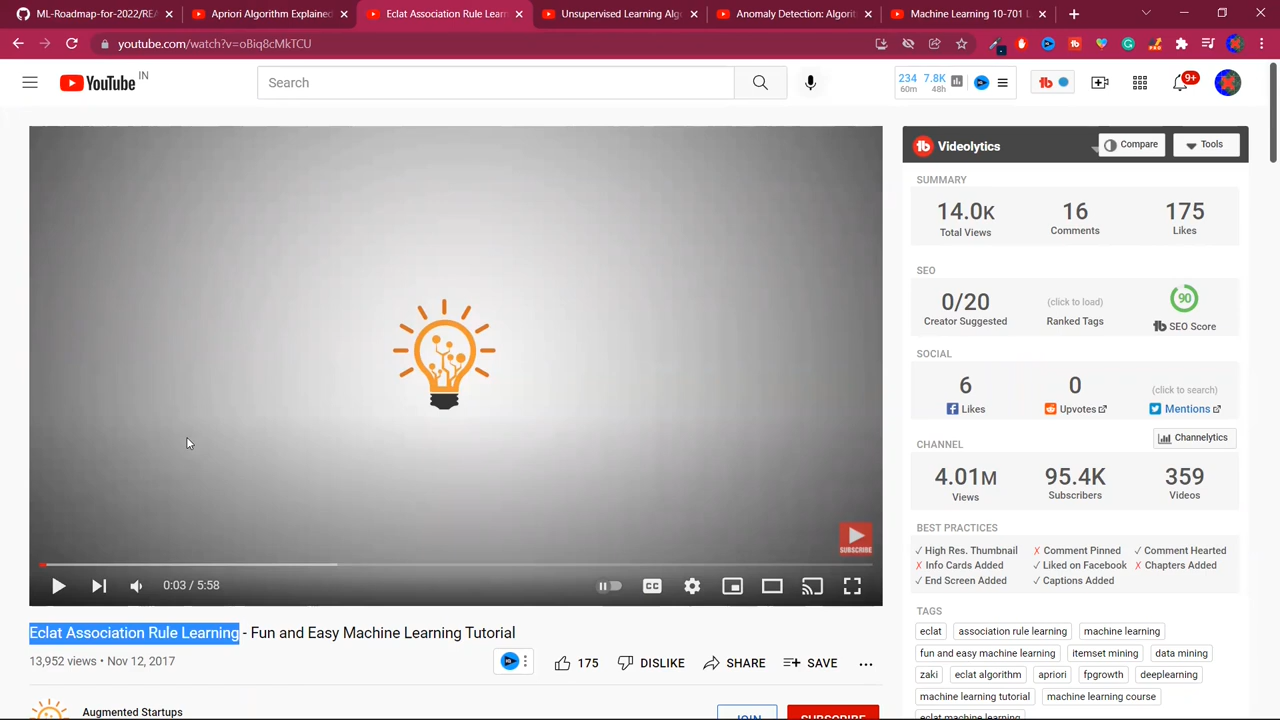 ML-Roadmap-for-2022/REA
Apriori Algorithm Explained
Eclat Association Rule Learn
Unsupervised Learning Alg
Anomaly Detection: Algorit
Machine Learning 10-701 L
youtube.com/watch?v=oBiq8cMkTCU
YouTube IN
Search
234 7.8K
60m 48h
9+
Videolytics
Compare
Tools
SUMMARY
14.0K 16 175
Total Views Comments Likes
SEO
0/20 (click to load) 90
Creator Suggested Ranked Tags tb SEO Score
SOCIAL
6 0 (click to search)
Likes Upvotes Mentions
CHANNEL Channelytics
4.01M 95.4K 359
Views Subscribers Videos
BEST PRACTICES
✓ High Res. Thumbnail ✗ Comment Pinned ✓ Comment Hearted
✗ Info Cards Added ✓ Liked on Facebook ✗ Chapters Added
✓ End Screen Added ✓ Captions Added
TAGS
eclat association rule learning machine learning
fun and easy machine learning itemset mining data mining
zaki eclat algorithm apriori fpgrowth deeplearning
machine learning tutorial machine learning course
eclat machine learning
SUBSCRIBE
0:03 / 5:58
CC
Eclat Association Rule Learning - Fun and Easy Machine Learning Tutorial
13,952 views • Nov 12, 2017
175 DISLIKE SHARE SAVE
Augmented Startups
JOIN SUBSCRIBE